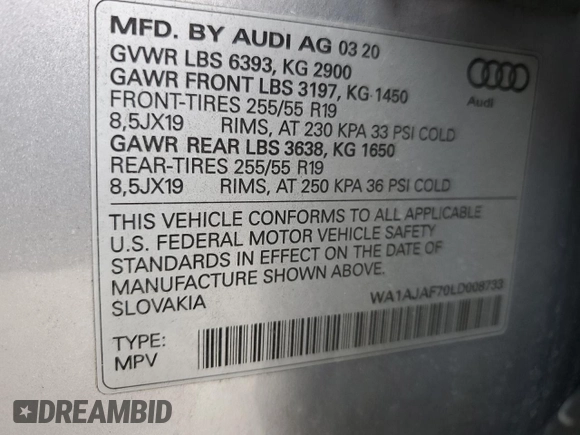 MFD. BY AUDI AG 03 20
GVWR LBS 6393, KG 2900
GAWR FRONT LBS 3197, KG 1450
FRONT-TIRES 255/55 R19
8,5JX19 RIMS, AT 230 KPA 33 PSI COLD
GAWR REAR LBS 3638, KG 1650
REAR-TIRES 255/55 R19
8,5JX19 RIMS, AT 250 KPA 36 PSI COLD
Audi
THIS VEHICLE CONFORMS TO ALL APPLICABLE
U.S. FEDERAL MOTOR VEHICLE SAFETY
STANDARDS IN EFFECT ON THE DATE OF
MANUFACTURE SHOWN ABOVE.
SLOVAKIA
WA1AJAF70LD008733
TYPE:
MPV
DREAMBID